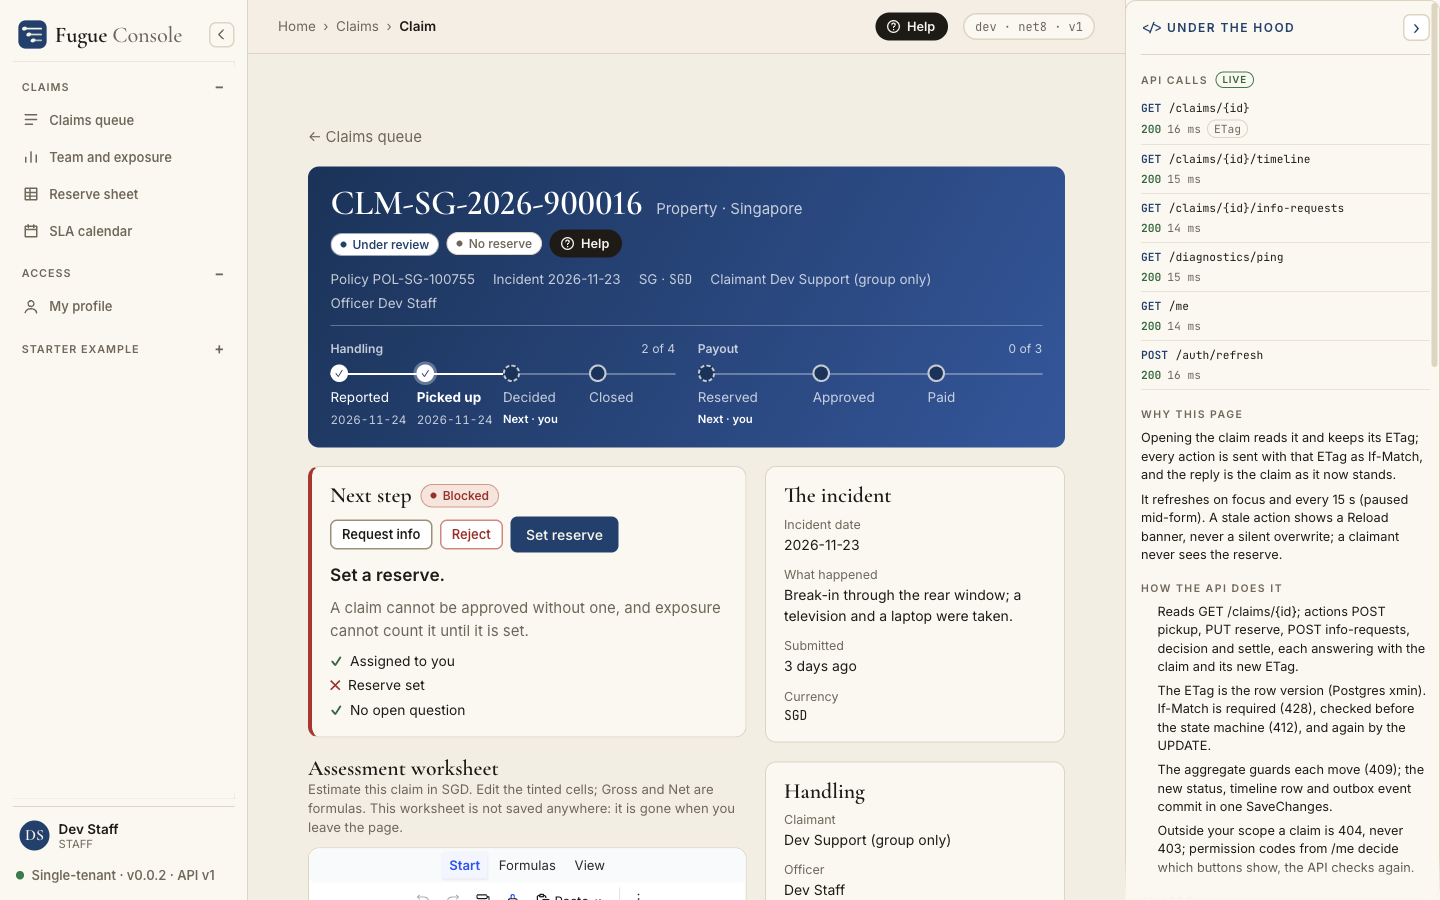 Fugue Console
CLAIMS
Claims queue
Team and exposure
Reserve sheet
SLA calendar
ACCESS
My profile
STARTER EXAMPLE
DS
Dev Staff
STAFF
Single-tenant · v0.0.2 · API v1
Home › Claims › Claim
Help
dev · net8 · v1
← Claims queue
CLM-SG-2026-900016 Property · Singapore
Under review
No reserve
Help
Policy POL-SG-100755 Incident 2026-11-23 SG · SGD Claimant Dev Support (group only)
Officer Dev Staff
Handling 2 of 4
Reported Picked up Decided Closed
2026-11-24 2026-11-24 Next · you
Payout 0 of 3
Reserved Approved Paid
Next · you
Next step Blocked
Request info Reject Set reserve
Set a reserve.
A claim cannot be approved without one, and exposure
cannot count it until it is set.
Assigned to you
Reserve set
No open question
Assessment worksheet
Estimate this claim in SGD. Edit the tinted cells; Gross and Net are
formulas. This worksheet is not saved anywhere: it is gone when you
leave the page.
Start Formulas View
The incident
Incident date
2026-11-23
What happened
Break-in through the rear window; a
television and a laptop were taken.
Submitted
3 days ago
Currency
SGD
Handling
Claimant
Dev Support (group only)
Officer
Dev Staff
</> UNDER THE HOOD
API CALLS LIVE
GET /claims/{id}
200 16 ms ETag
GET /claims/{id}/timeline
200 15 ms
GET /claims/{id}/info-requests
200 14 ms
GET /diagnostics/ping
200 15 ms
GET /me
200 14 ms
POST /auth/refresh
200 16 ms
WHY THIS PAGE
Opening the claim reads it and keeps its ETag;
every action is sent with that ETag as If-Match,
and the reply is the claim as it now stands.
It refreshes on focus and every 15 s (paused
mid-form). A stale action shows a Reload
banner, never a silent overwrite; a claimant
never sees the reserve.
HOW THE API DOES IT
Reads GET /claims/{id}; actions POST
pickup, PUT reserve, POST info-requests,
decision and settle, each answering with the
claim and its new ETag.
The ETag is the row version (Postgres xmin).
If-Match is required (428), checked before
the state machine (412), and again by the
UPDATE.
The aggregate guards each move (409); the
new status, timeline row and outbox event
commit in one SaveChanges.
Outside your scope a claim is 404, never
403; permission codes from /me decide
which buttons show, the API checks again.